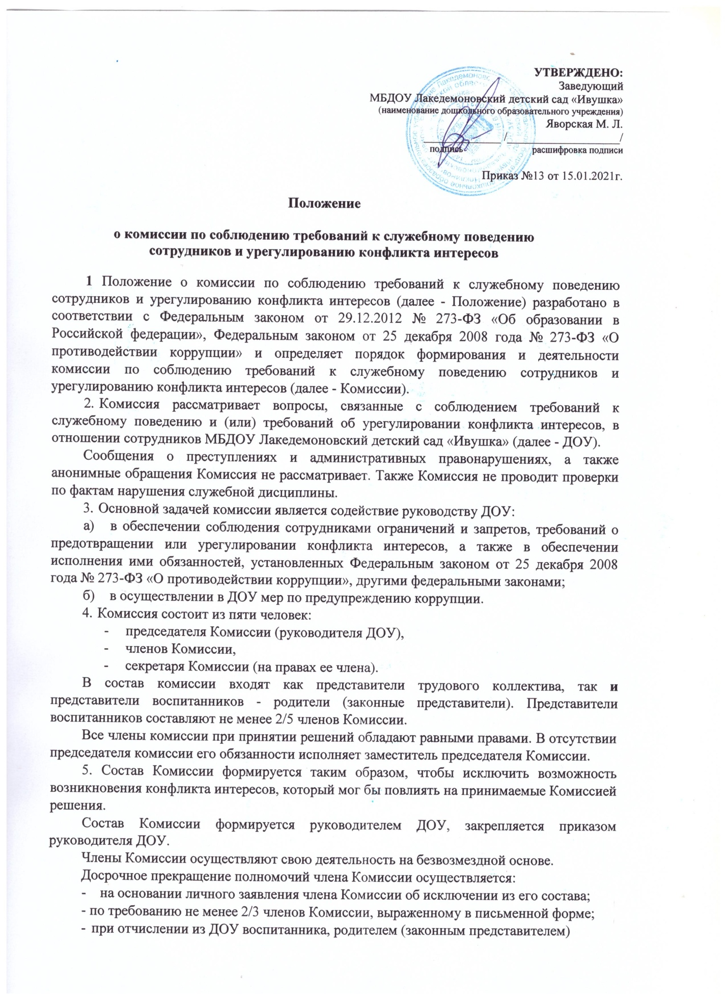 УТВЕРЖДЕНО:
Заведующий
МБДОУ Лакедемоновский детский сад «Ивушка»
(наименование дошкольного образовательного учреждения)
Яворская М. Л.
_______________ /______________________/
подпись расшифровка подписи
Приказ №13 от 15.01.2021г.
Положение
о комиссии по соблюдению требований к служебному поведению
сотрудников и урегулированию конфликта интересов
1 Положение о комиссии по соблюдению требований к служебному поведению
сотрудников и урегулированию конфликта интересов (далее - Положение) разработано в
соответствии с Федеральным законом от 29.12.2012 № 273-ФЗ «Об образовании в
Российской федерации», Федеральным законом от 25 декабря 2008 года № 273-ФЗ «О
противодействии коррупции» и определяет порядок формирования и деятельности
комиссии по соблюдению требований к служебному поведению сотрудников и
урегулированию конфликта интересов (далее - Комиссии).
2. Комиссия рассматривает вопросы, связанные с соблюдением требований к
служебному поведению и (или) требований об урегулировании конфликта интересов, в
отношении сотрудников МБДОУ Лакедемоновский детский сад «Ивушка» (далее - ДОУ).
Сообщения о преступлениях и административных правонарушениях, а также
анонимные обращения Комиссия не рассматривает. Также Комиссия не проводит проверки
по фактам нарушения служебной дисциплины.
3. Основной задачей комиссии является содействие руководству ДОУ:
а) в обеспечении соблюдения сотрудниками ограничений и запретов, требований о
предотвращении или урегулировании конфликта интересов, а также в обеспечении
исполнения ими обязанностей, установленных Федеральным законом от 25 декабря 2008
года № 273-ФЗ «О противодействии коррупции», другими федеральными законами;
б) в осуществлении в ДОУ мер по предупреждению коррупции.
4. Комиссия состоит из пяти человек:
- председателя Комиссии (руководителя ДОУ),
- членов Комиссии,
- секретаря Комиссии (на правах ее члена).
В состав комиссии входят как представители трудового коллектива, так и
представители воспитанников - родители (законные представители). Представители
воспитанников составляют не менее 2/5 членов Комиссии.
Все члены комиссии при принятии решений обладают равными правами. В отсутствии
председателя комиссии его обязанности исполняет заместитель председателя Комиссии.
5. Состав Комиссии формируется таким образом, чтобы исключить возможность
возникновения конфликта интересов, который мог бы повлиять на принимаемые Комиссией
решения.
Состав Комиссии формируется руководителем ДОУ, закрепляется приказом
руководителя ДОУ.
Члены Комиссии осуществляют свою деятельность на безвозмездной основе.
Досрочное прекращение полномочий члена Комиссии осуществляется:
- на основании личного заявления члена Комиссии об исключении из его состава;
- по требованию не менее 2/3 членов Комиссии, выраженному в письменной форме;
- при отчислении из ДОУ воспитанника, родителем (законным представителем)